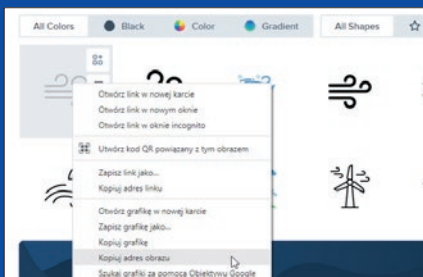 All Colors Black Color Gradient All Shapes
Otwórz link w nowej karcie
Otwórz link w nowym oknie
Otwórz link w oknie incognito
Utwórz kod QR powiązany z tym obrazem
Zapisz link jako...
Kopiuj adres linku
Otwórz grafikę w nowej karcie
Zapisz grafikę jako...
Kopiuj grafikę
Kopiuj adres obrazu
Szukaj grafiki za pomocą Obiektywu Google